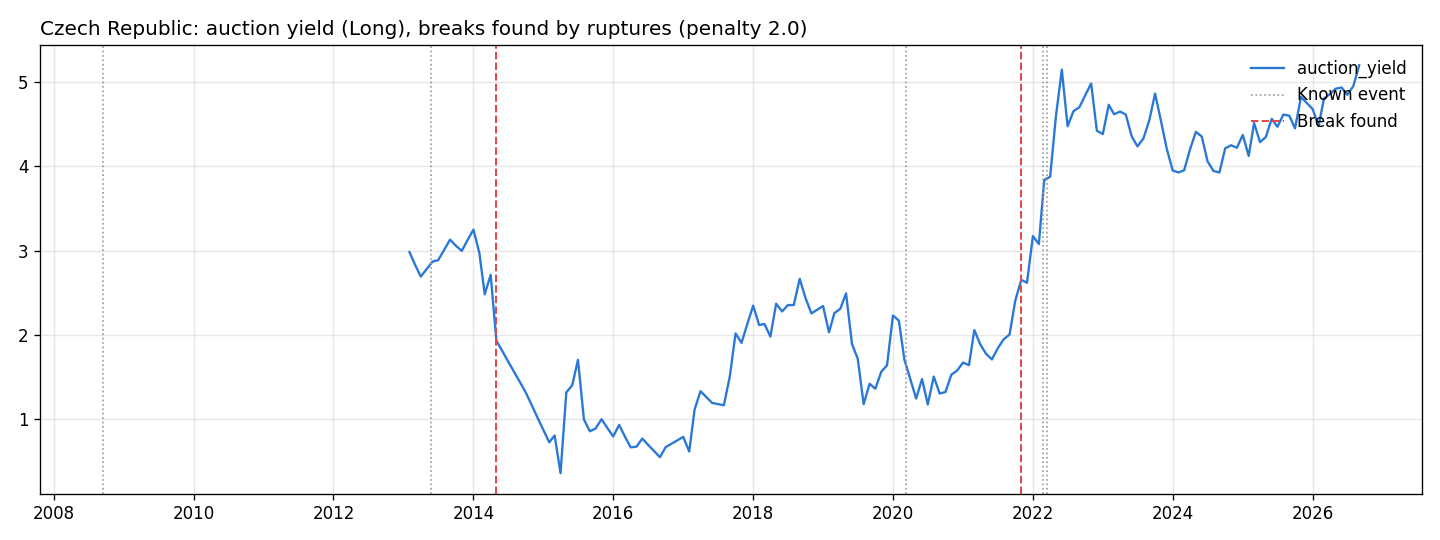 Czech Republic: auction yield (Long), breaks found by ruptures (penalty 2.0)
auction_yield
Known event
Break found
5
4
3
2
1
2008 2010 2012 2014 2016 2018 2020 2022 2024 2026